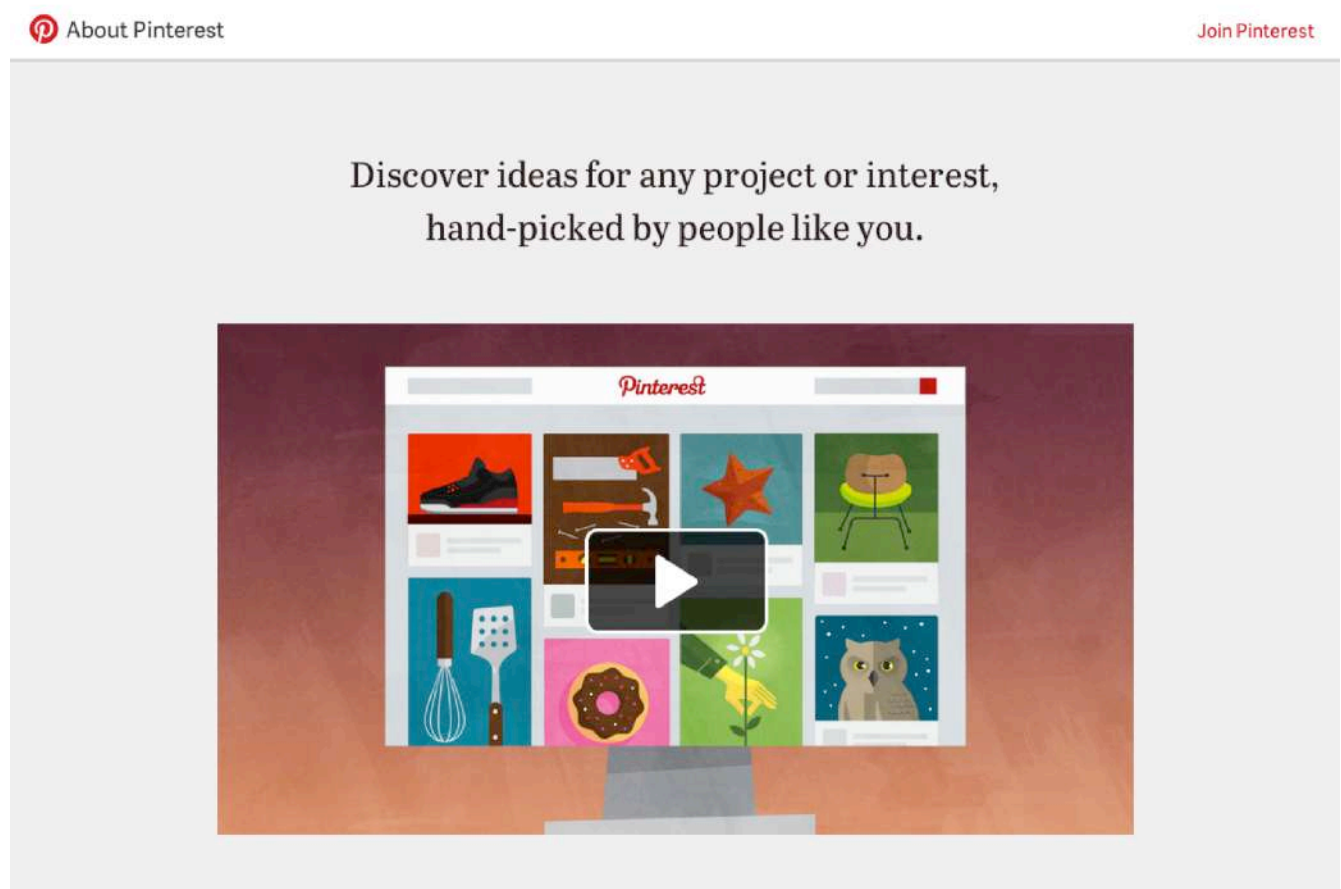 About Pinterest
Join Pinterest
Discover ideas for any project or interest,
hand-picked by people like you.
Pinterest